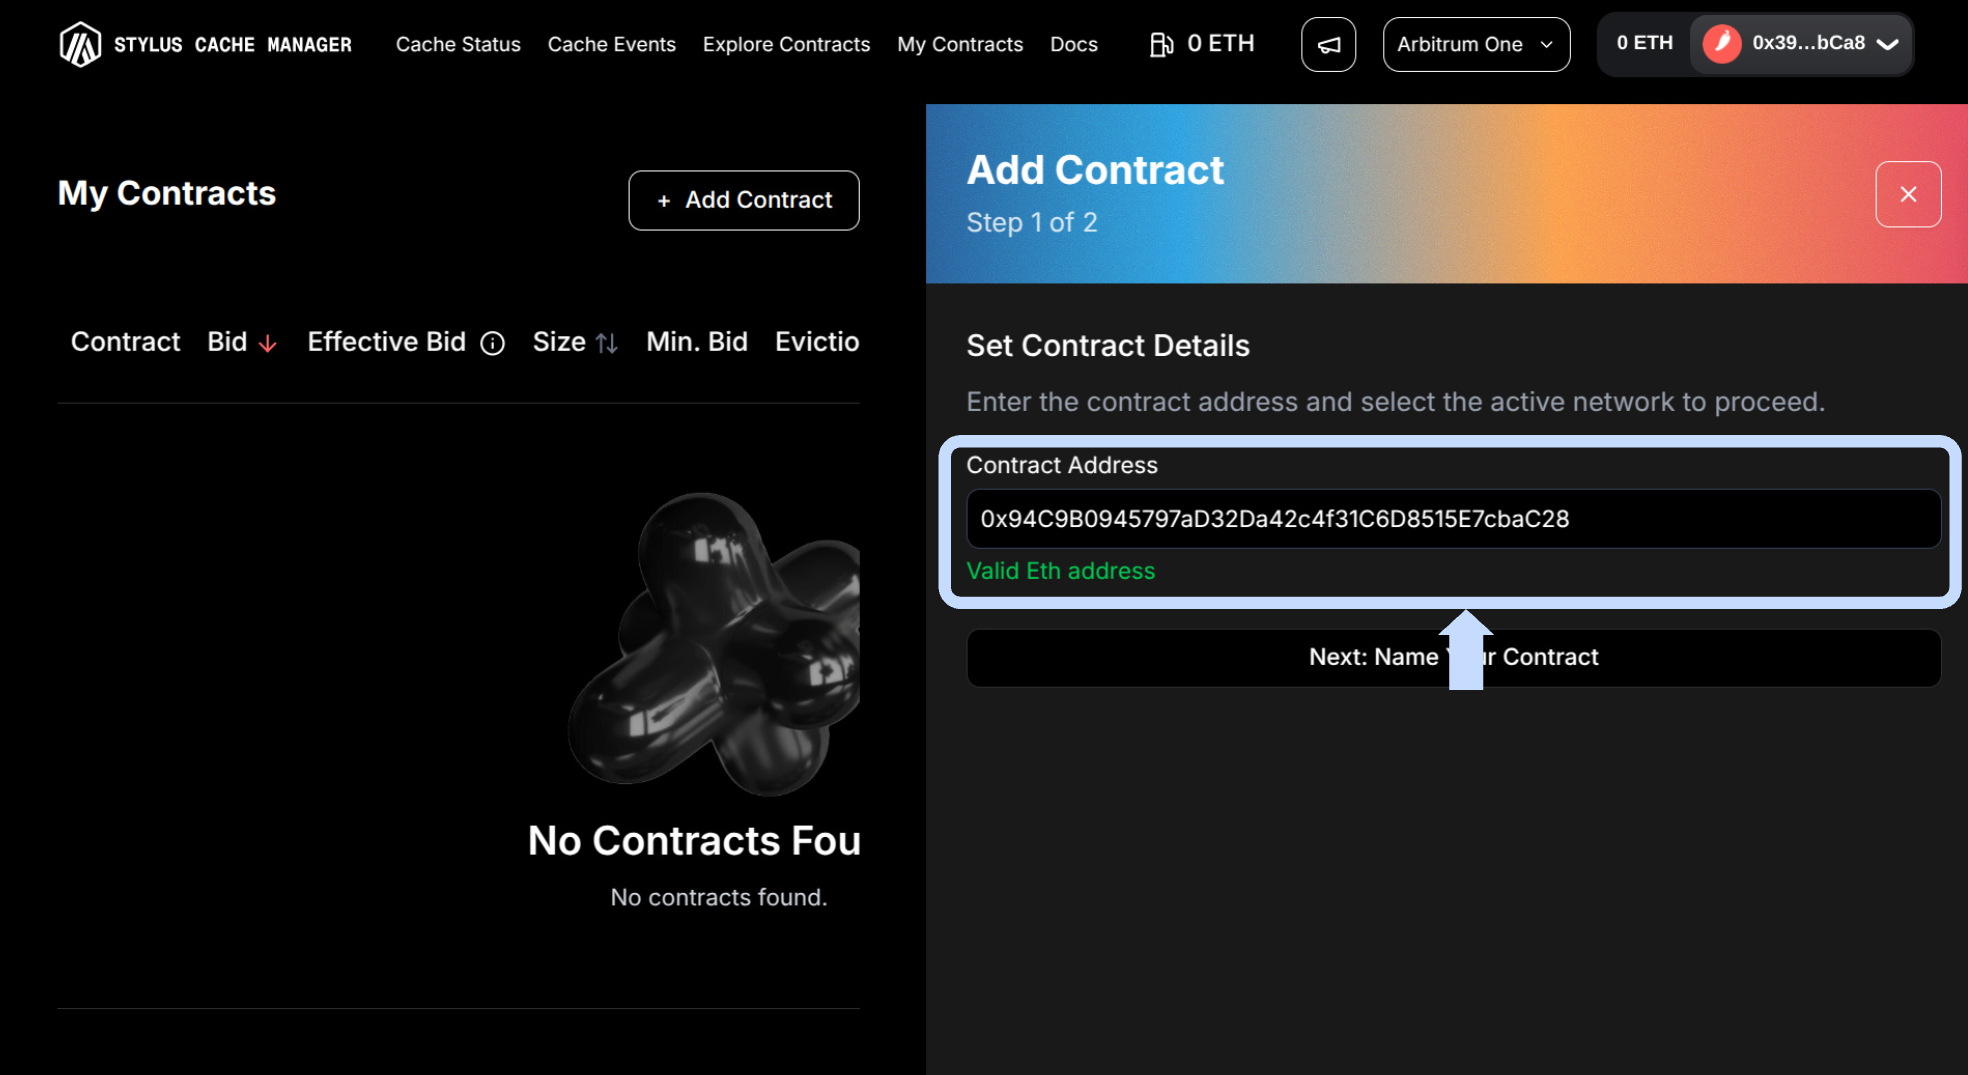 STYLUS CACHE MANAGER
Cache Status
Cache Events
Explore Contracts
My Contracts
Docs
0 ETH
Arbitrum One
0 ETH
0x39...bCa8
My Contracts
+ Add Contract
Contract
Bid
Effective Bid
Size
Min. Bid
Evictio
No Contracts Fou
No contracts found.
Add Contract
Step 1 of 2
Set Contract Details
Enter the contract address and select the active network to proceed.
Contract Address
0x94C9B0945797aD32Da42c4f31C6D8515E7cbaC28
Valid Eth address
Next: Name Contract